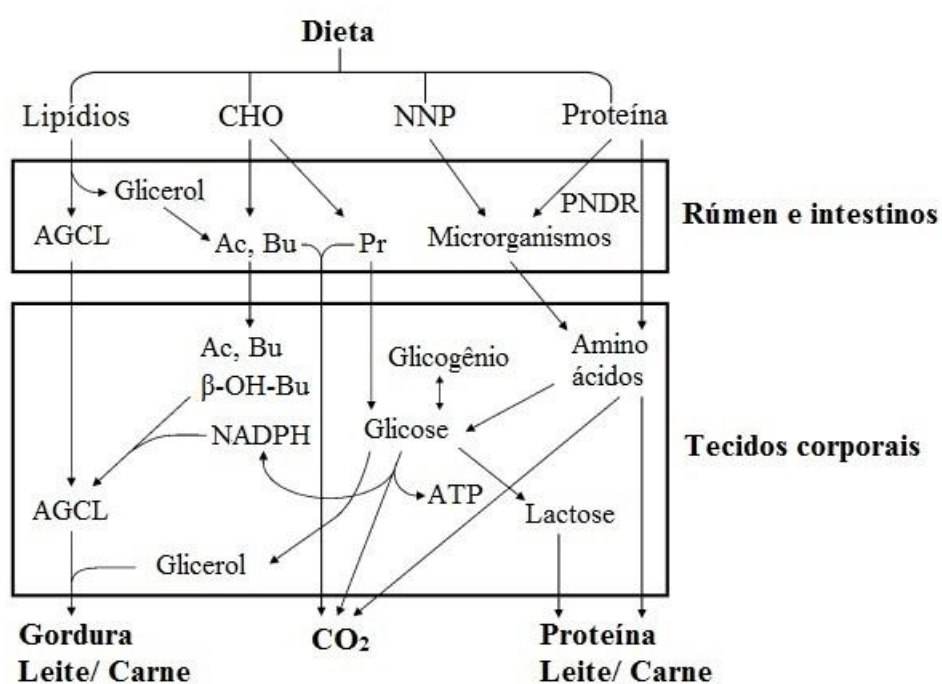 Dieta
Lipídios
CHO
NNP
Proteína
Glicerol
PNDR
AGCL
Ac, Bu
Pr
Microrganismos
Rúmen e intestinos
Ac, Bu
β-OH-Bu
Glicogênio
Amino
ácidos
NADPH
Glicose
Tecidos corporais
AGCL
ATP
Lactose
Glicerol
Gordura
Leite/ Carne
CO₂
Proteína
Leite/ Carne